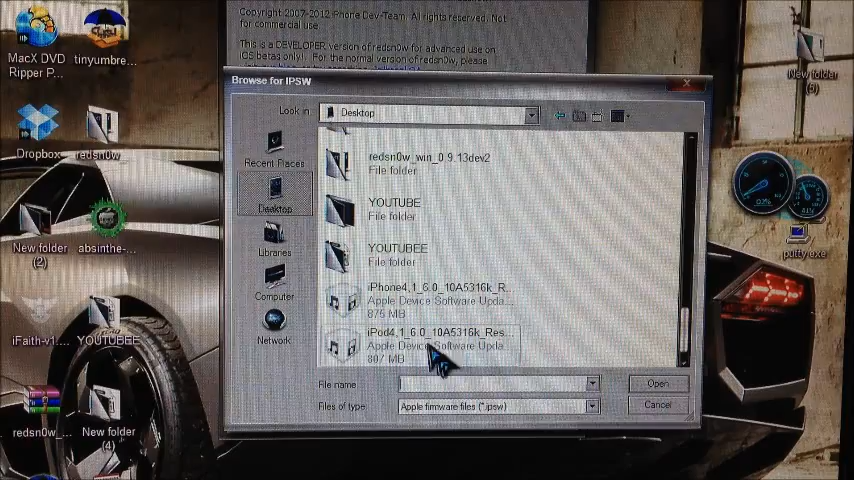 Copyright 2007-2012 iPhone Dev-Team. All rights reserved. Not
for commercial use.
This is a DEVELOPER version of redsn0w for advanced use on
iOS betas only!. For the normal version of redsn0w, please
Browse for IPSW
Look in:
Desktop
Recent Places
Desktop
Libraries
Computer
Network
redsn0w_win_0.9.13dev2
File folder
YOUTUBE
File folder
YOUTUBEE
File folder
iPhone4,1_6.0_10A5316k_R...
Apple Device Software Upda...
875 MB
iPod4,1_6.0_10A5316k_Res...
Apple Device Software Upda...
807 MB
File name:
Open
Files of type:
Apple firmware files (*.ipsw)
Cancel
MacX DVD
Ripper P...
tinyumbre...
Dropbox
redsn0w
New folder
(2)
absinthe-...
iFaith-v1...
YOUTUBEE
redsn0w_...
New folder
(4)
New folder
putty.exe